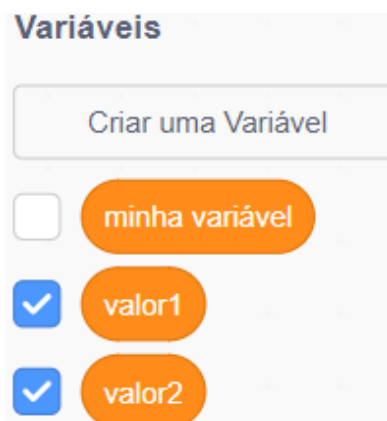 Variáveis
Criar uma Variável
minha variável
valor1
valor2